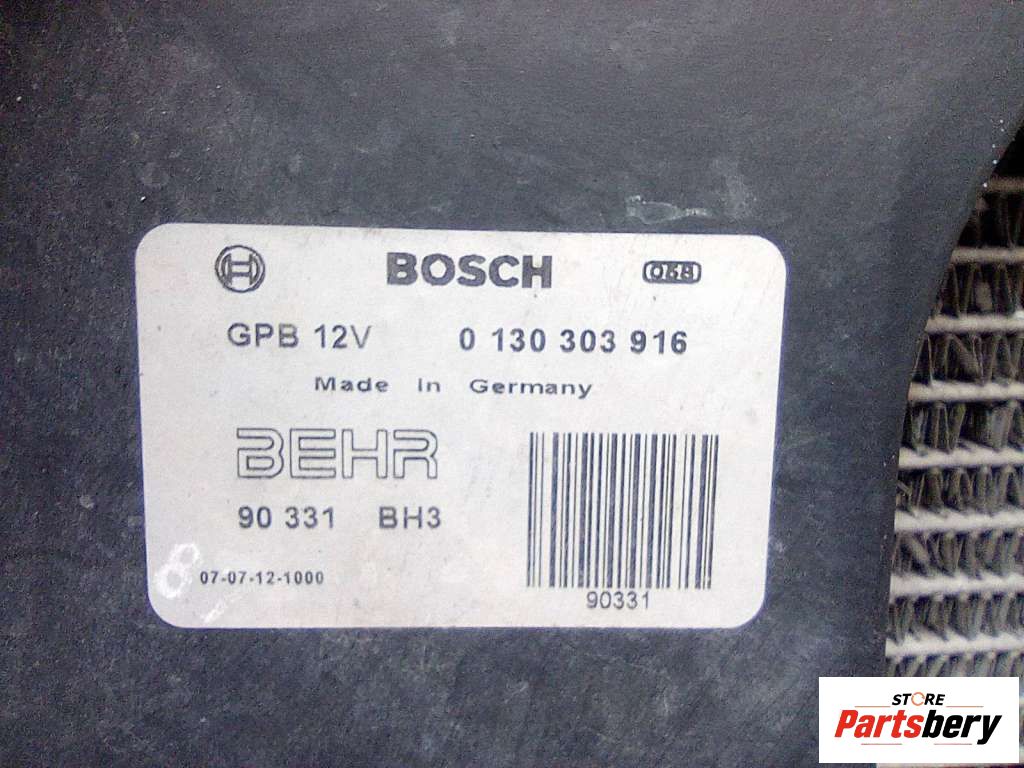 BOSCH
GPB 12V 0 130 303 916
Made in Germany
BEHR
90 331 BH3
8
07-07-12-1000
90331
STORE
Partsbery